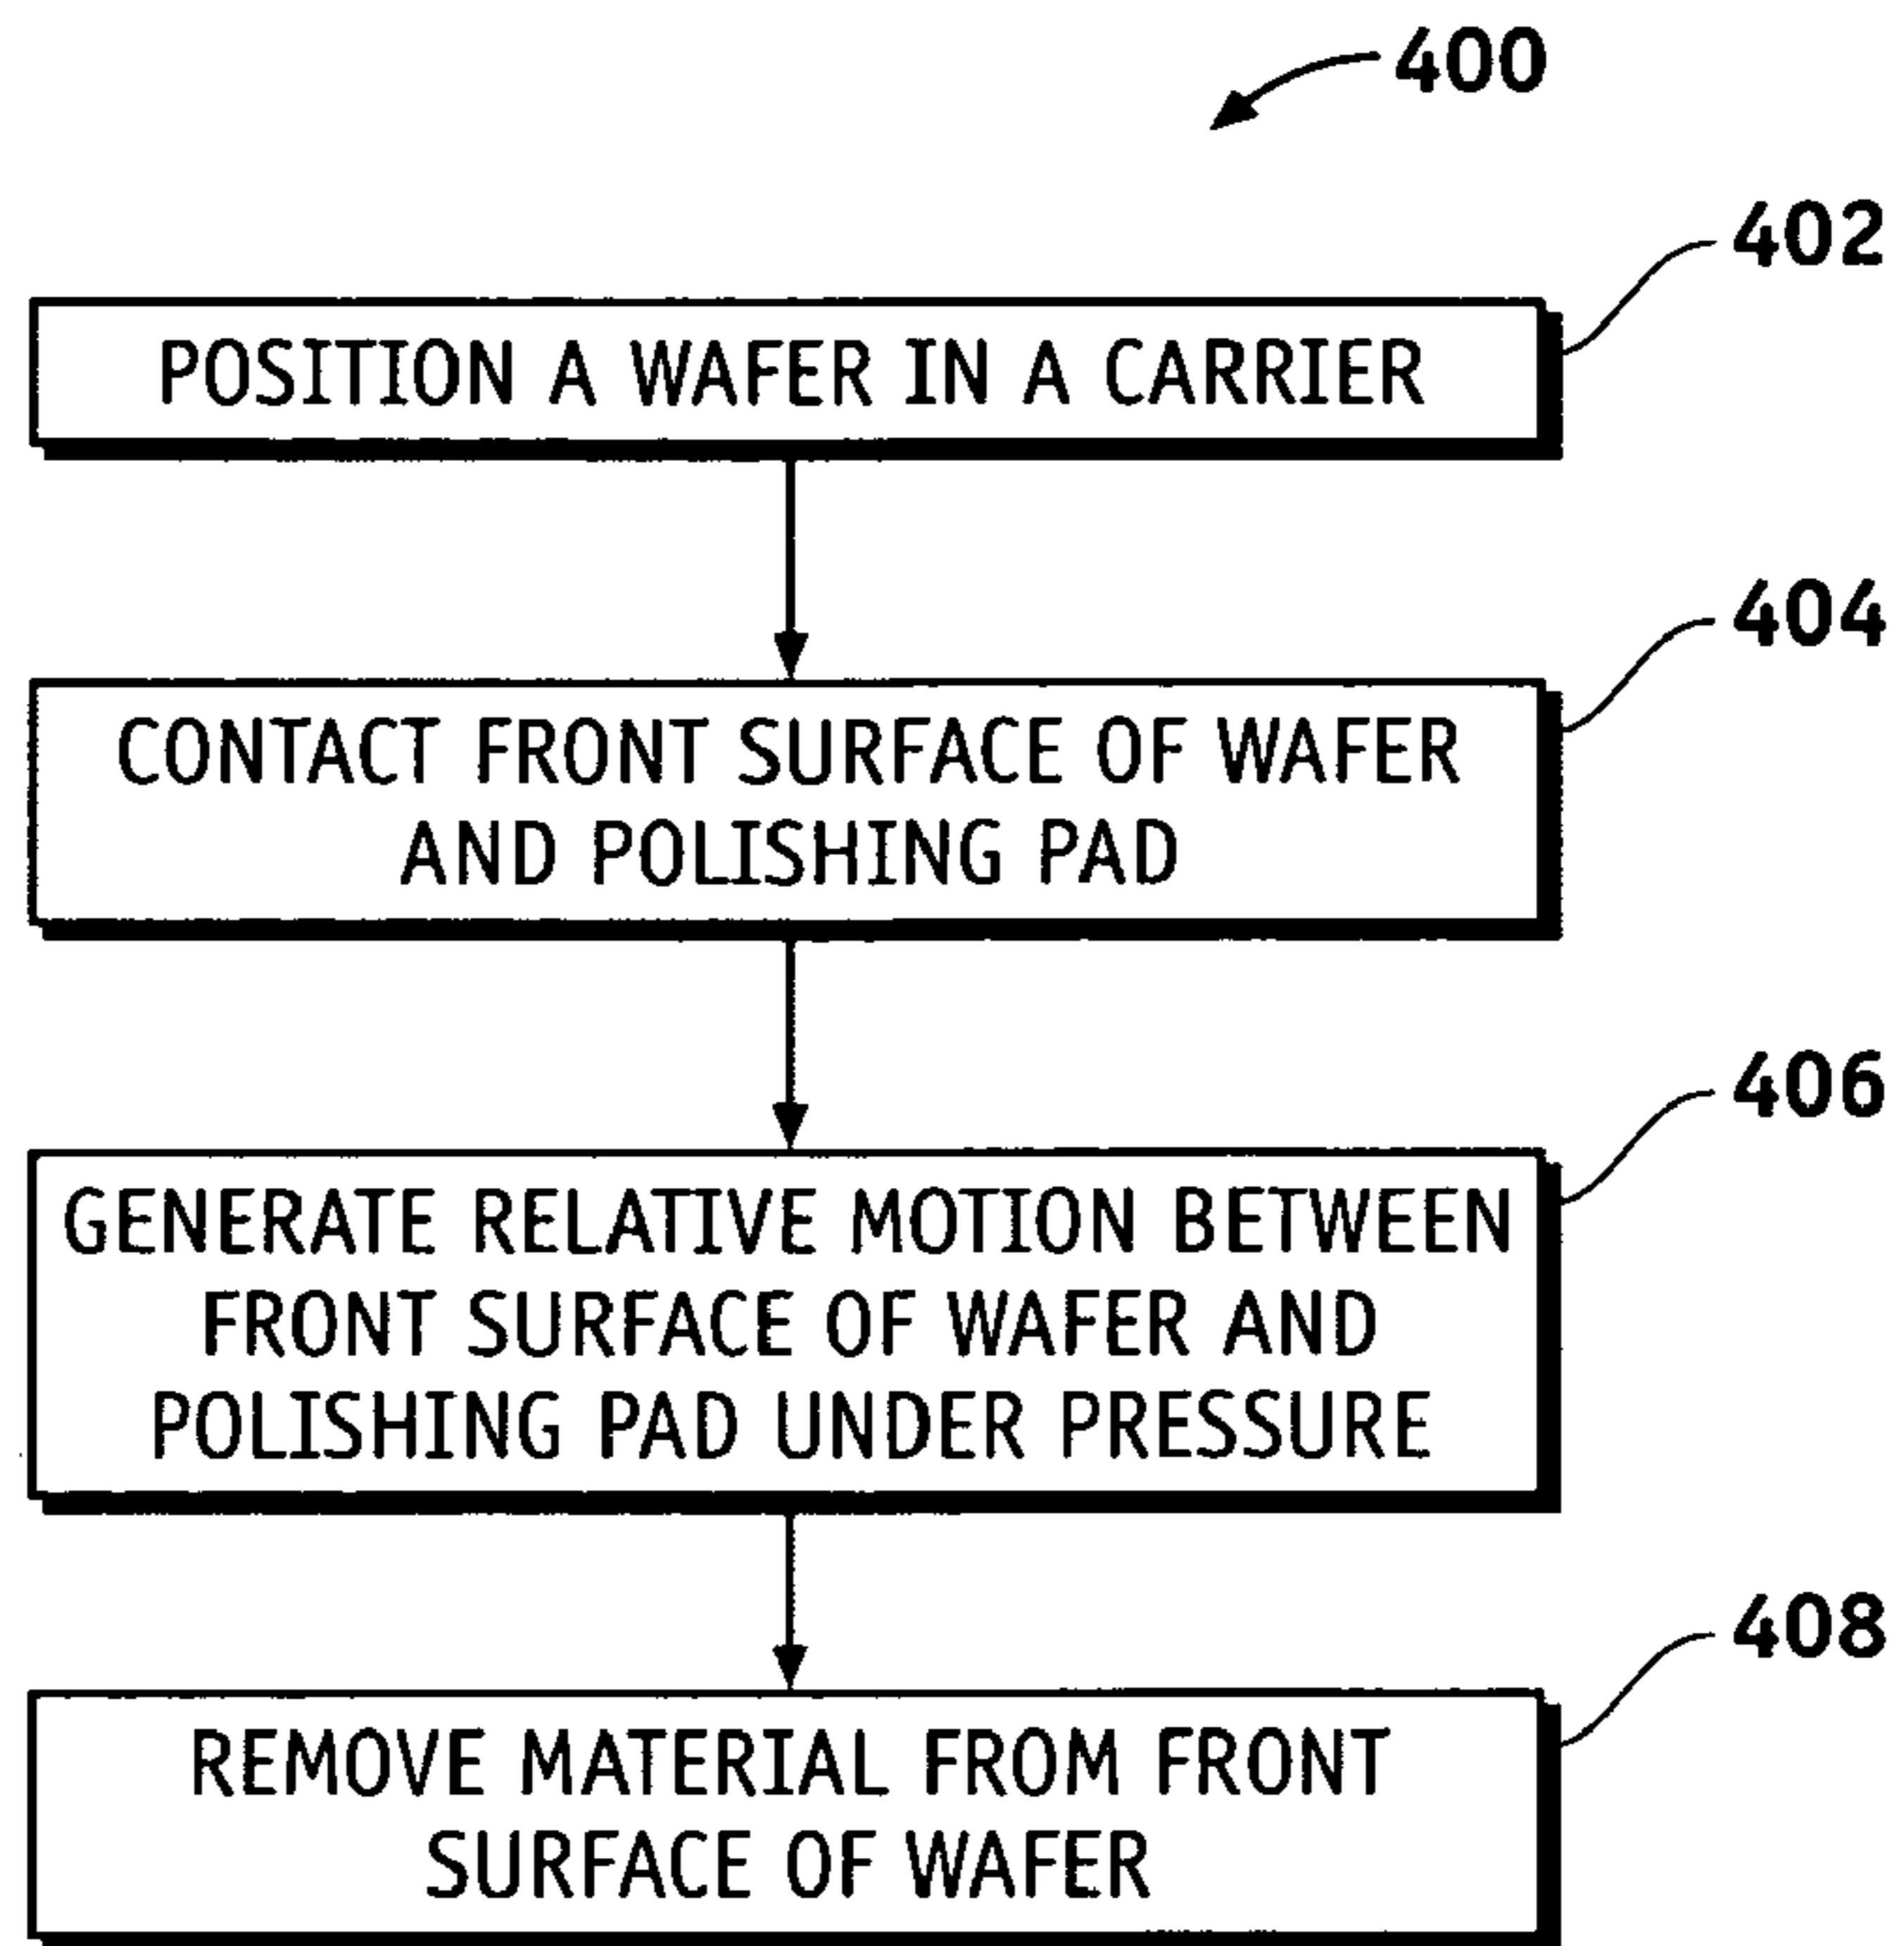 400
402
POSITION A WAFER IN A CARRIER
404
CONTACT FRONT SURFACE OF WAFER
AND POLISHING PAD
406
GENERATE RELATIVE MOTION BETWEEN
FRONT SURFACE OF WAFER AND
POLISHING PAD UNDER PRESSURE
408
REMOVE MATERIAL FROM FRONT
SURFACE OF WAFER